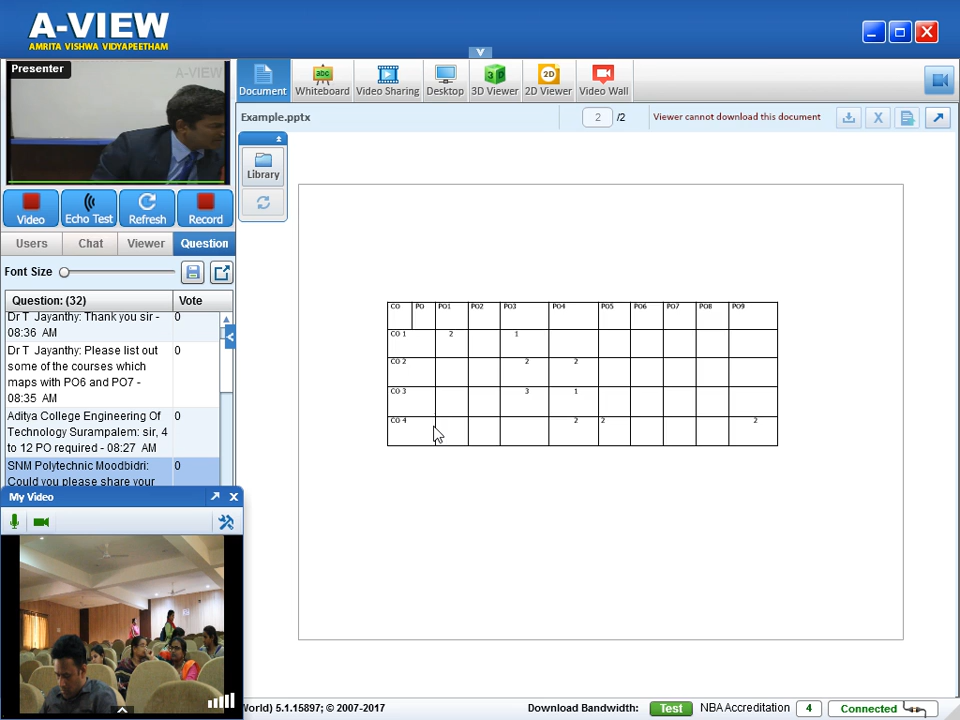 A-VIEW
AMRITA VISHWA VIDYAPEETHAM
Presenter
A-VIEW
Document
Whiteboard
Video Sharing
Desktop
3D Viewer
2D Viewer
Video Wall
Example.pptx
2 /2
Viewer cannot download this document
Library
Video
Echo Test
Refresh
Record
Users
Chat
Viewer
Question
Font Size
Question: (32) Vote
Dr T Jayanthy: Thank you sir - 0
08:36 AM
Dr T Jayanthy: Please list out 0
some of the courses which
maps with PO6 and PO7 -
08:35 AM
Aditya College Engineering Of 0
Technology Surampalem: sir, 4
to 12 PO required - 08:27 AM
SNM Polytechnic Moodbidri: 0
Could you please share your
My Video
CO PO PO1 PO2 PO3 PO4 PO5 PO6 PO7 PO8 PO9
CO 1 2 1
CO 2 2 2
CO 3 3 1
CO 4 2 2 2
World) 5.1.15897; © 2007-2017
Download Bandwidth: Test
NBA Accreditation 4
Connected